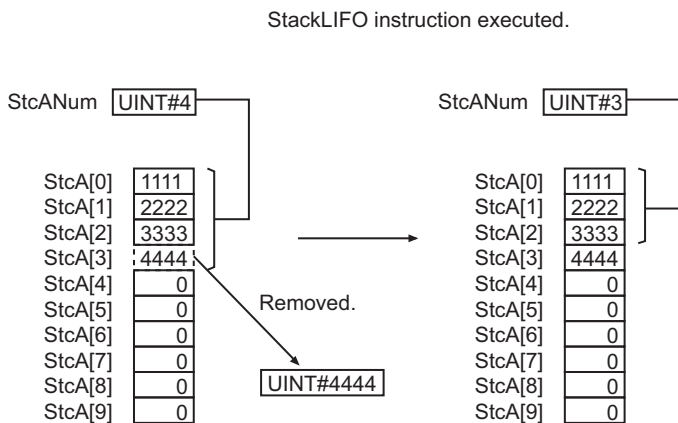 StackLIFO instruction executed.
StcANum UINT#4
StcA[0] 1111
StcA[1] 2222
StcA[2] 3333
StcA[3] 4444
StcA[4] 0
StcA[5] 0
StcA[6] 0
StcA[7] 0
StcA[8] 0
StcA[9] 0
Removed.
UINT#4444
StcANum UINT#3
StcA[0] 1111
StcA[1] 2222
StcA[2] 3333
StcA[3] 4444
StcA[4] 0
StcA[5] 0
StcA[6] 0
StcA[7] 0
StcA[8] 0
StcA[9] 0